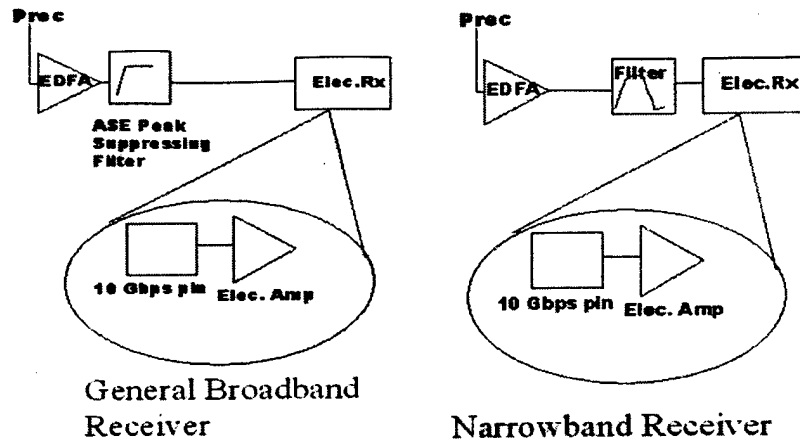 Prec
EDFA
Elec.Rx
ASE Peak
Suppressing
Filter
10 Gbps pin
Elec. Amp
General Broadband
Receiver
Prec
EDFA
Filter
Elec.Rx
10 Gbps pin
Elec. Amp
Narrowband Receiver